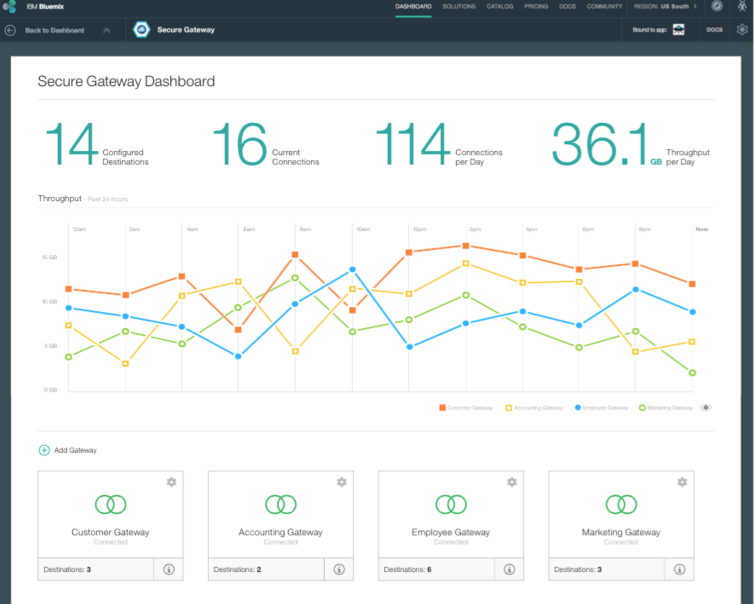 IBM Bluemix
DASHBOARD SOLUTIONS CATALOG PRICING DOCS COMMUNITY REGION: US South
Back to Dashboard
Secure Gateway
Bound to app:
DOCS
Secure Gateway Dashboard
14 Configured Destinations
16 Current Connections
114 Connections per Day
36.1 GB Throughput per Day
Throughput - Past 24 hours
12am 2am 4am 6am 8am 10am 12pm 2pm 4pm 6pm 8pm Now
15 GB
10 GB
5 GB
0 GB
Customer Gateway Accounting Gateway Employee Gateway Marketing Gateway
Add Gateway
Customer Gateway Accounting Gateway Employee Gateway Marketing Gateway
Connected Connected Connected Connected
Destinations: 3 Destinations: 2 Destinations: 6 Destinations: 3